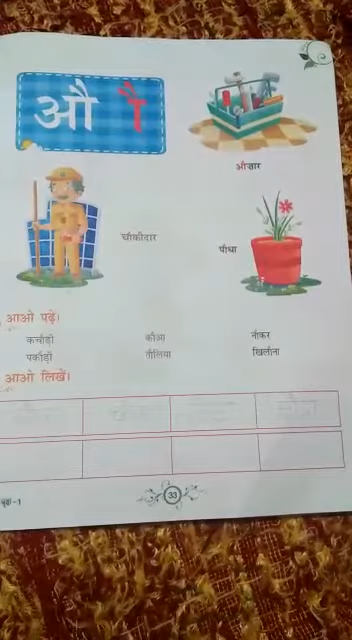 औ ौ
औज़ार
चौकीदार
पौधा
आओ पढ़ें।
कचौड़ी कौआ नौकर
पकौड़ी तौलिया खिलौना
आओ लिखें।
33